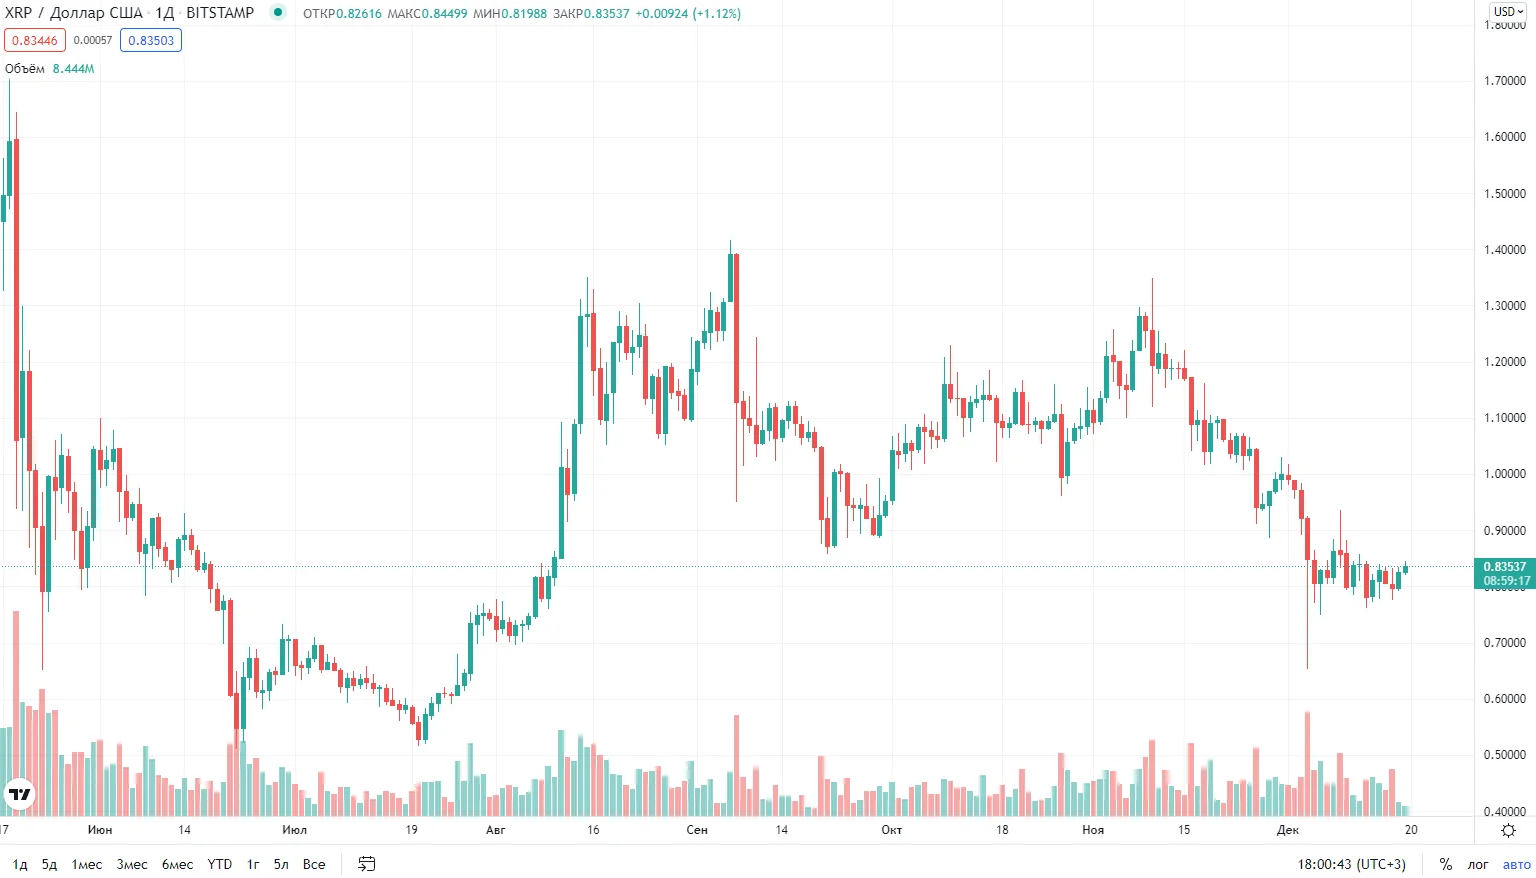 XRP / Доллар США · 1Д · BITSTAMP ОТКР0.82616 МАКС0.84499 МИН0.81988 ЗАКР0.83537 +0.00924 (+1.12%)
USD
1.80000
0.83446 0.00057 0.83503
Объём 8.444M
1.70000
1.60000
1.50000
1.40000
1.30000
1.20000
1.10000
1.00000
0.90000
0.83537
08:59:17
0.80000
0.70000
0.60000
0.50000
0.40000
17 Июн 14 Июл 19 Авг 16 Сен 14 Окт 18 Ноя 15 Дек 20
1д 5д 1мес 3мес 6мес YTD 1г 5л Все 18:00:43 (UTC+3) % лог авто